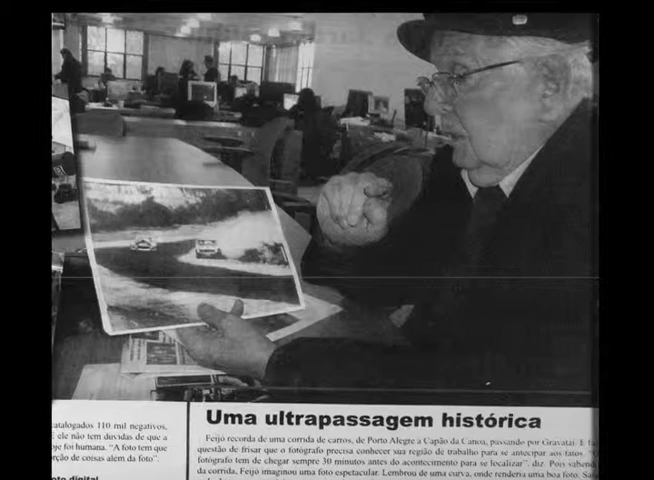 Uma ultrapassagem histórica
atalogados 110 mil negativos,
E ele não tem dúvidas de que a
oje foi humana. "A foto tem que
rção de coisas além da foto".
oto digital
Feijó recorda de uma corrida de carros, de Porto Alegre a Capão da Canoa, passando por Gravataí. E fa
questão de frisar que o fotógrafo precisa conhecer sua região de trabalho para se antecipar aos fatos.
fotógrafo tem de chegar sempre 30 minutos antes do acontecimento para se localizar", diz. Pois sabend
da corrida, Feijó imaginou uma foto espetacular. Lembrou de uma curva, onde renderia uma boa foto.